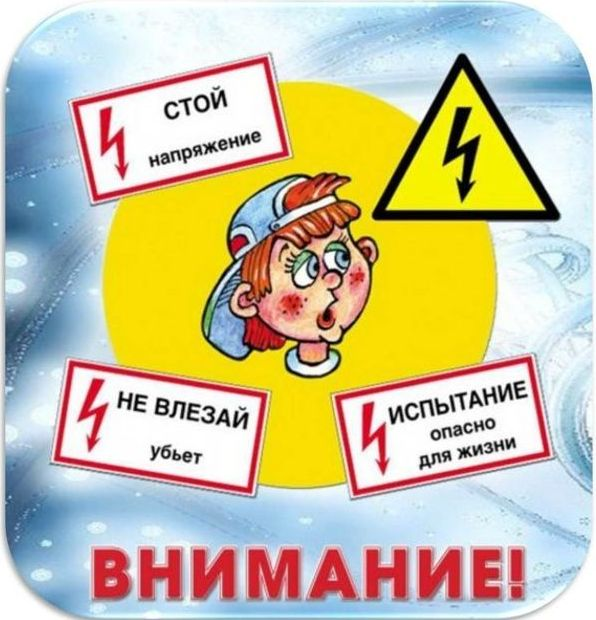 СТОЙ
напряжение
НЕ ВЛЕЗАЙ
убьет
ИСПЫТАНИЕ
опасно
для жизни
ВНИМАНИЕ!